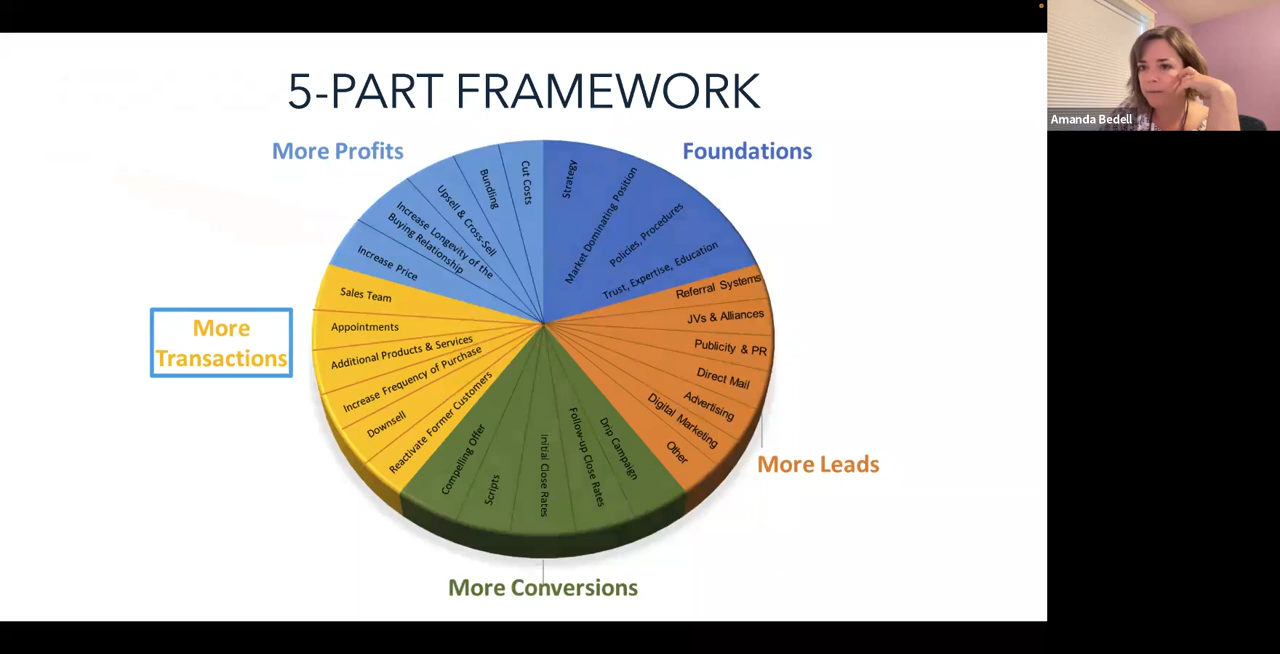 5-PART FRAMEWORK
Amanda Bedell
More Profits
Foundations
Cut Costs
Bundling
Upsell & Cross-Sell
Increase Longevity of the
Buying Relationship
Increase Price
Strategy
Market Dominating Position
Policies, Procedures
Trust, Expertise, Education
Referral Systems
JVs & Alliances
Publicity & PR
Direct Mail
Advertising
Digital Marketing
Other
More Leads
Drip Campaign
Follow-up Close Rates
Initial Close Rates
Scripts
Compelling Offer
More Conversions
Reactivate Former Customers
Downsell
Increase Frequency of Purchase
Additional Products & Services
Appointments
Sales Team
More
Transactions